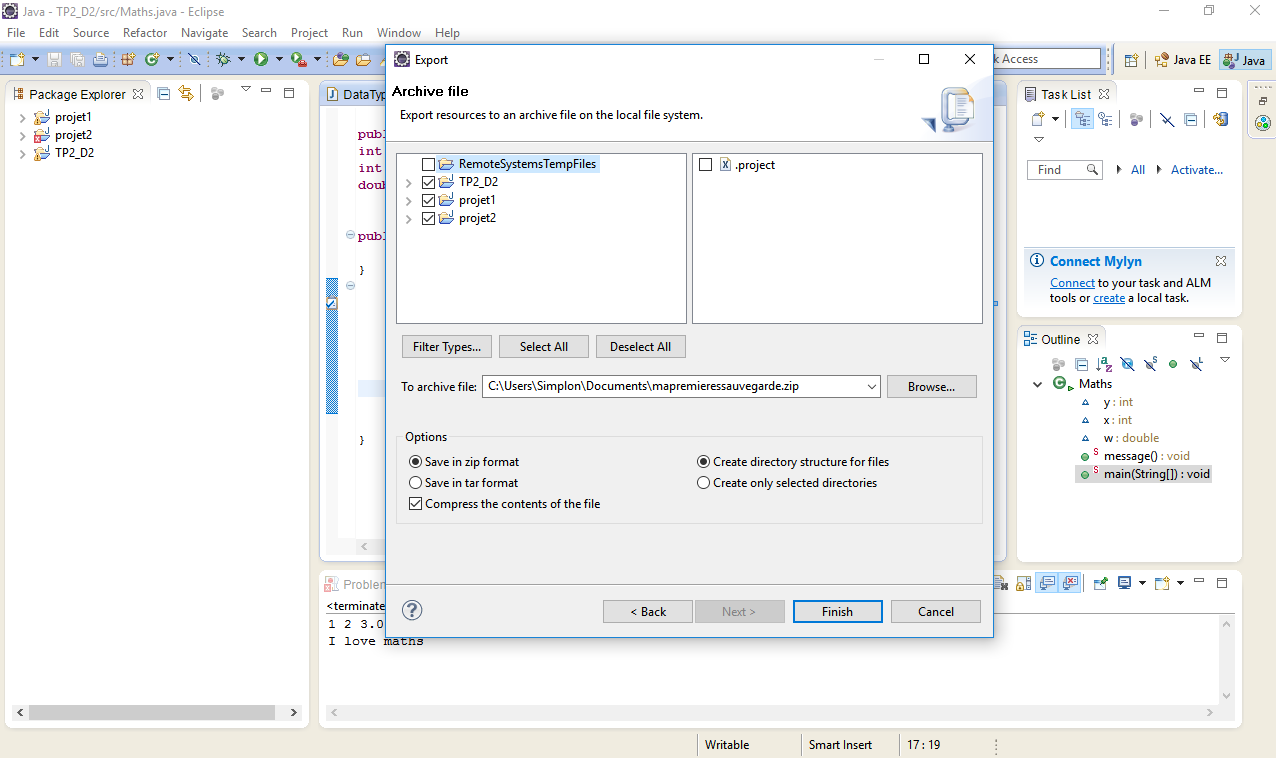 Java - TP2_D2/src/Maths.java - Eclipse
File Edit Source Refactor Navigate Search Project Run Window Help
Access
Java EE
Java
Package Explorer
projet1
projet2
TP2_D2
int
int
}
}
Export
Archive file
Export resources to an archive file on the local file system.
RemoteSystemsTempFiles
TP2_D2
projet1
projet2
.project
Filter Types...
Select All
Deselect All
To archive file:
C:\Users\Simplon\Documents\mapremieressauvegarde.zip
Browse...
Options
Save in zip format
Save in tar format
Compress the contents of the file
Create directory structure for files
Create only selected directories
< Back
Next >
Finish
Cancel
Task List
Find
All
Activate...
Connect Mylyn
Connect to your task and ALM
tools or create a local task.
Outline
Maths
y : int
x : int
w : double
message() : void
main(String[]) : void
1 2 3.0
I love maths
Writable
Smart Insert
17 : 19